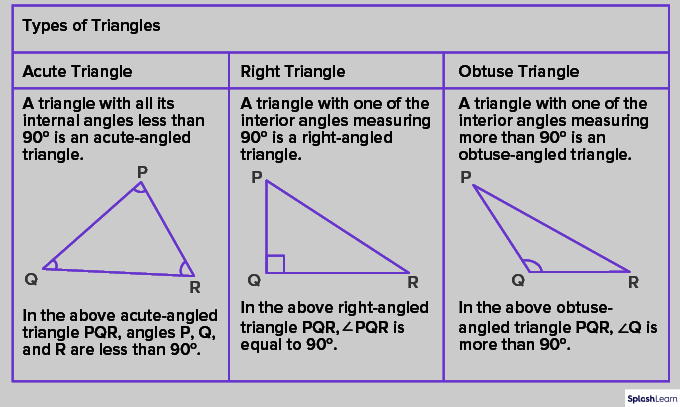 Types of Triangles
Acute Triangle
Right Triangle
Obtuse Triangle
A triangle with all its
internal angles less than
90° is an acute-angled
triangle.
P
Q
R
In the above acute-angled
triangle PQR, angles P, Q,
and R are less than 90°.
A triangle with one of the
interior angles measuring
90° is a right-angled
triangle.
P
Q
R
In the above right-angled
triangle PQR, ∠PQR is
equal to 90°.
A triangle with one of the
interior angles measuring
more than 90° is an
obtuse-angled triangle.
P
Q
R
In the above obtuse-
angled triangle PQR, ∠Q is
more than 90°.
SplashLearn